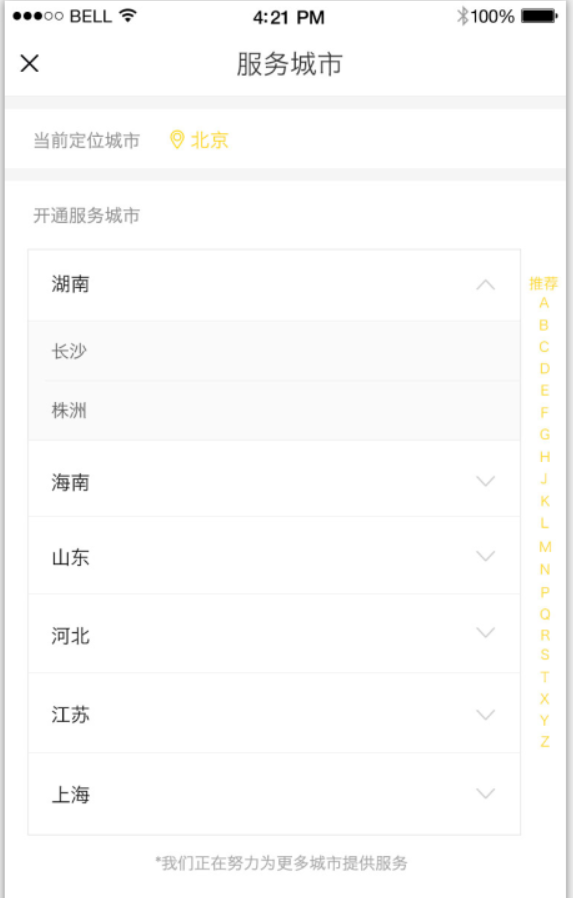 ●●●○○ BELL 4:21 PM 100%
服务城市
当前定位城市 北京
开通服务城市
湖南
长沙
株洲
海南
山东
河北
江苏
上海
推荐
A
B
C
D
E
F
G
H
J
K
L
M
N
P
Q
R
S
T
X
Y
Z
*我们正在努力为更多城市提供服务